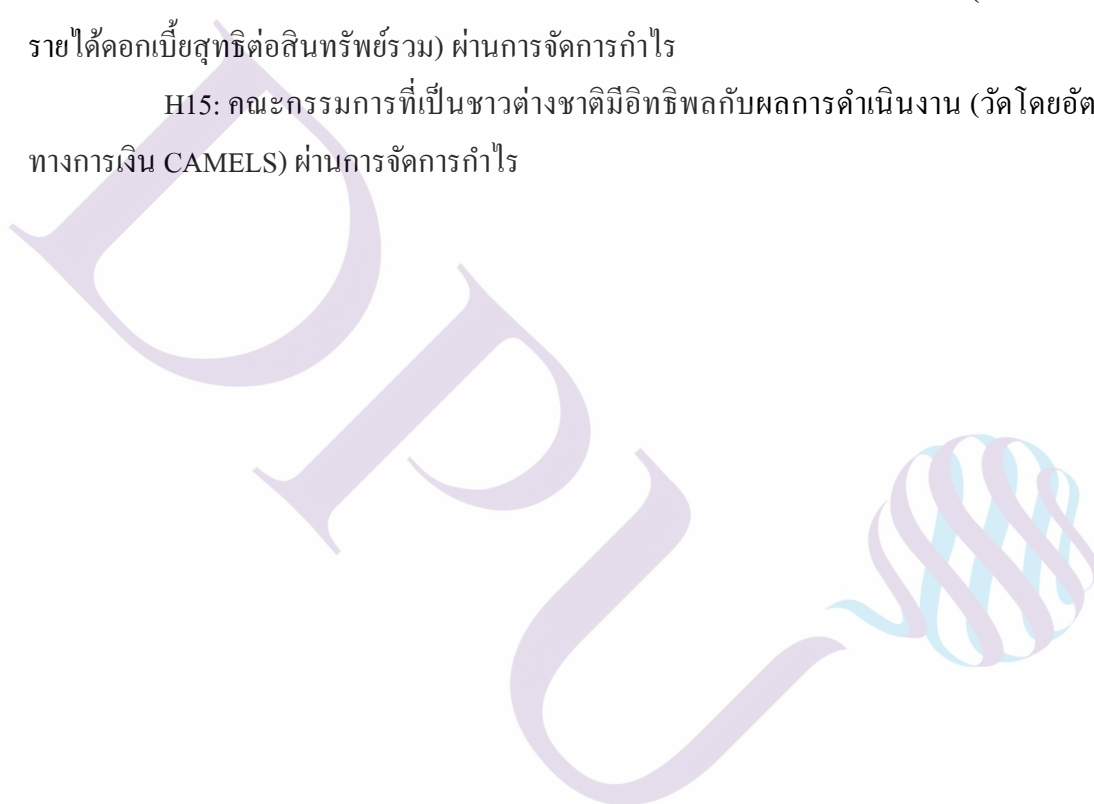 รายได้ดอกเบี้ยสุทธิต่อสินทรัพย์รวม) ผ่านการจัดการกำไร
H15: คณะกรรมการที่เป็นชาวต่างชาติมีอิทธิพลกับผลการดำเนินงาน (วัดโดยอัต
ทางการเงิน CAMELS) ผ่านการจัดการกำไร
DPU